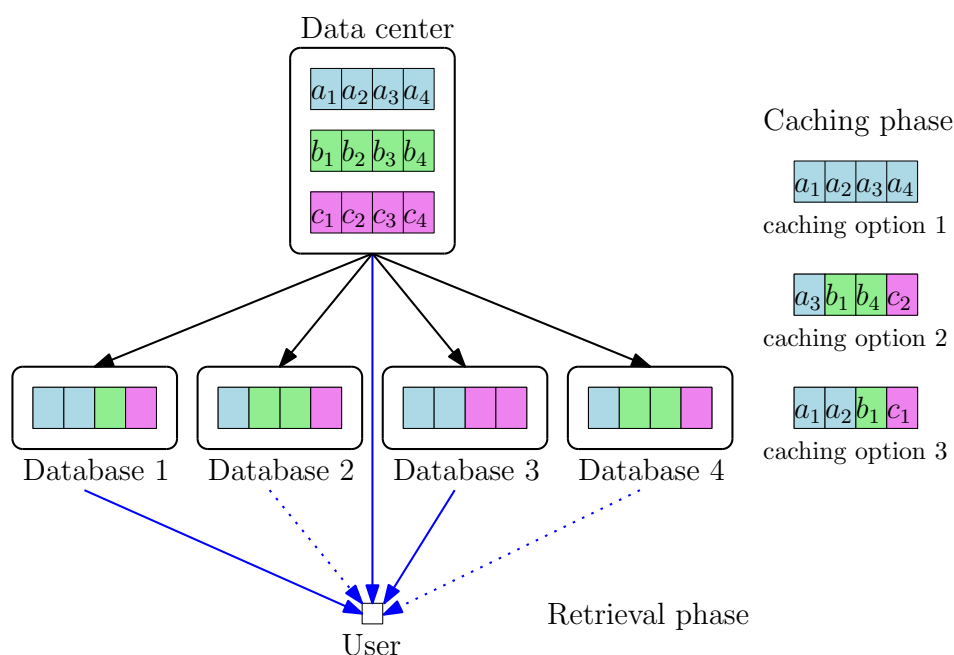 Data center
a₁ a₂ a₃ a₄
b₁ b₂ b₃ b₄
c₁ c₂ c₃ c₄
Caching phase
a₁ a₂ a₃ a₄
caching option 1
a₃ b₁ b₄ c₂
caching option 2
a₁ a₂ b₁ c₁
caching option 3
Database 1
Database 2
Database 3
Database 4
Retrieval phase
User